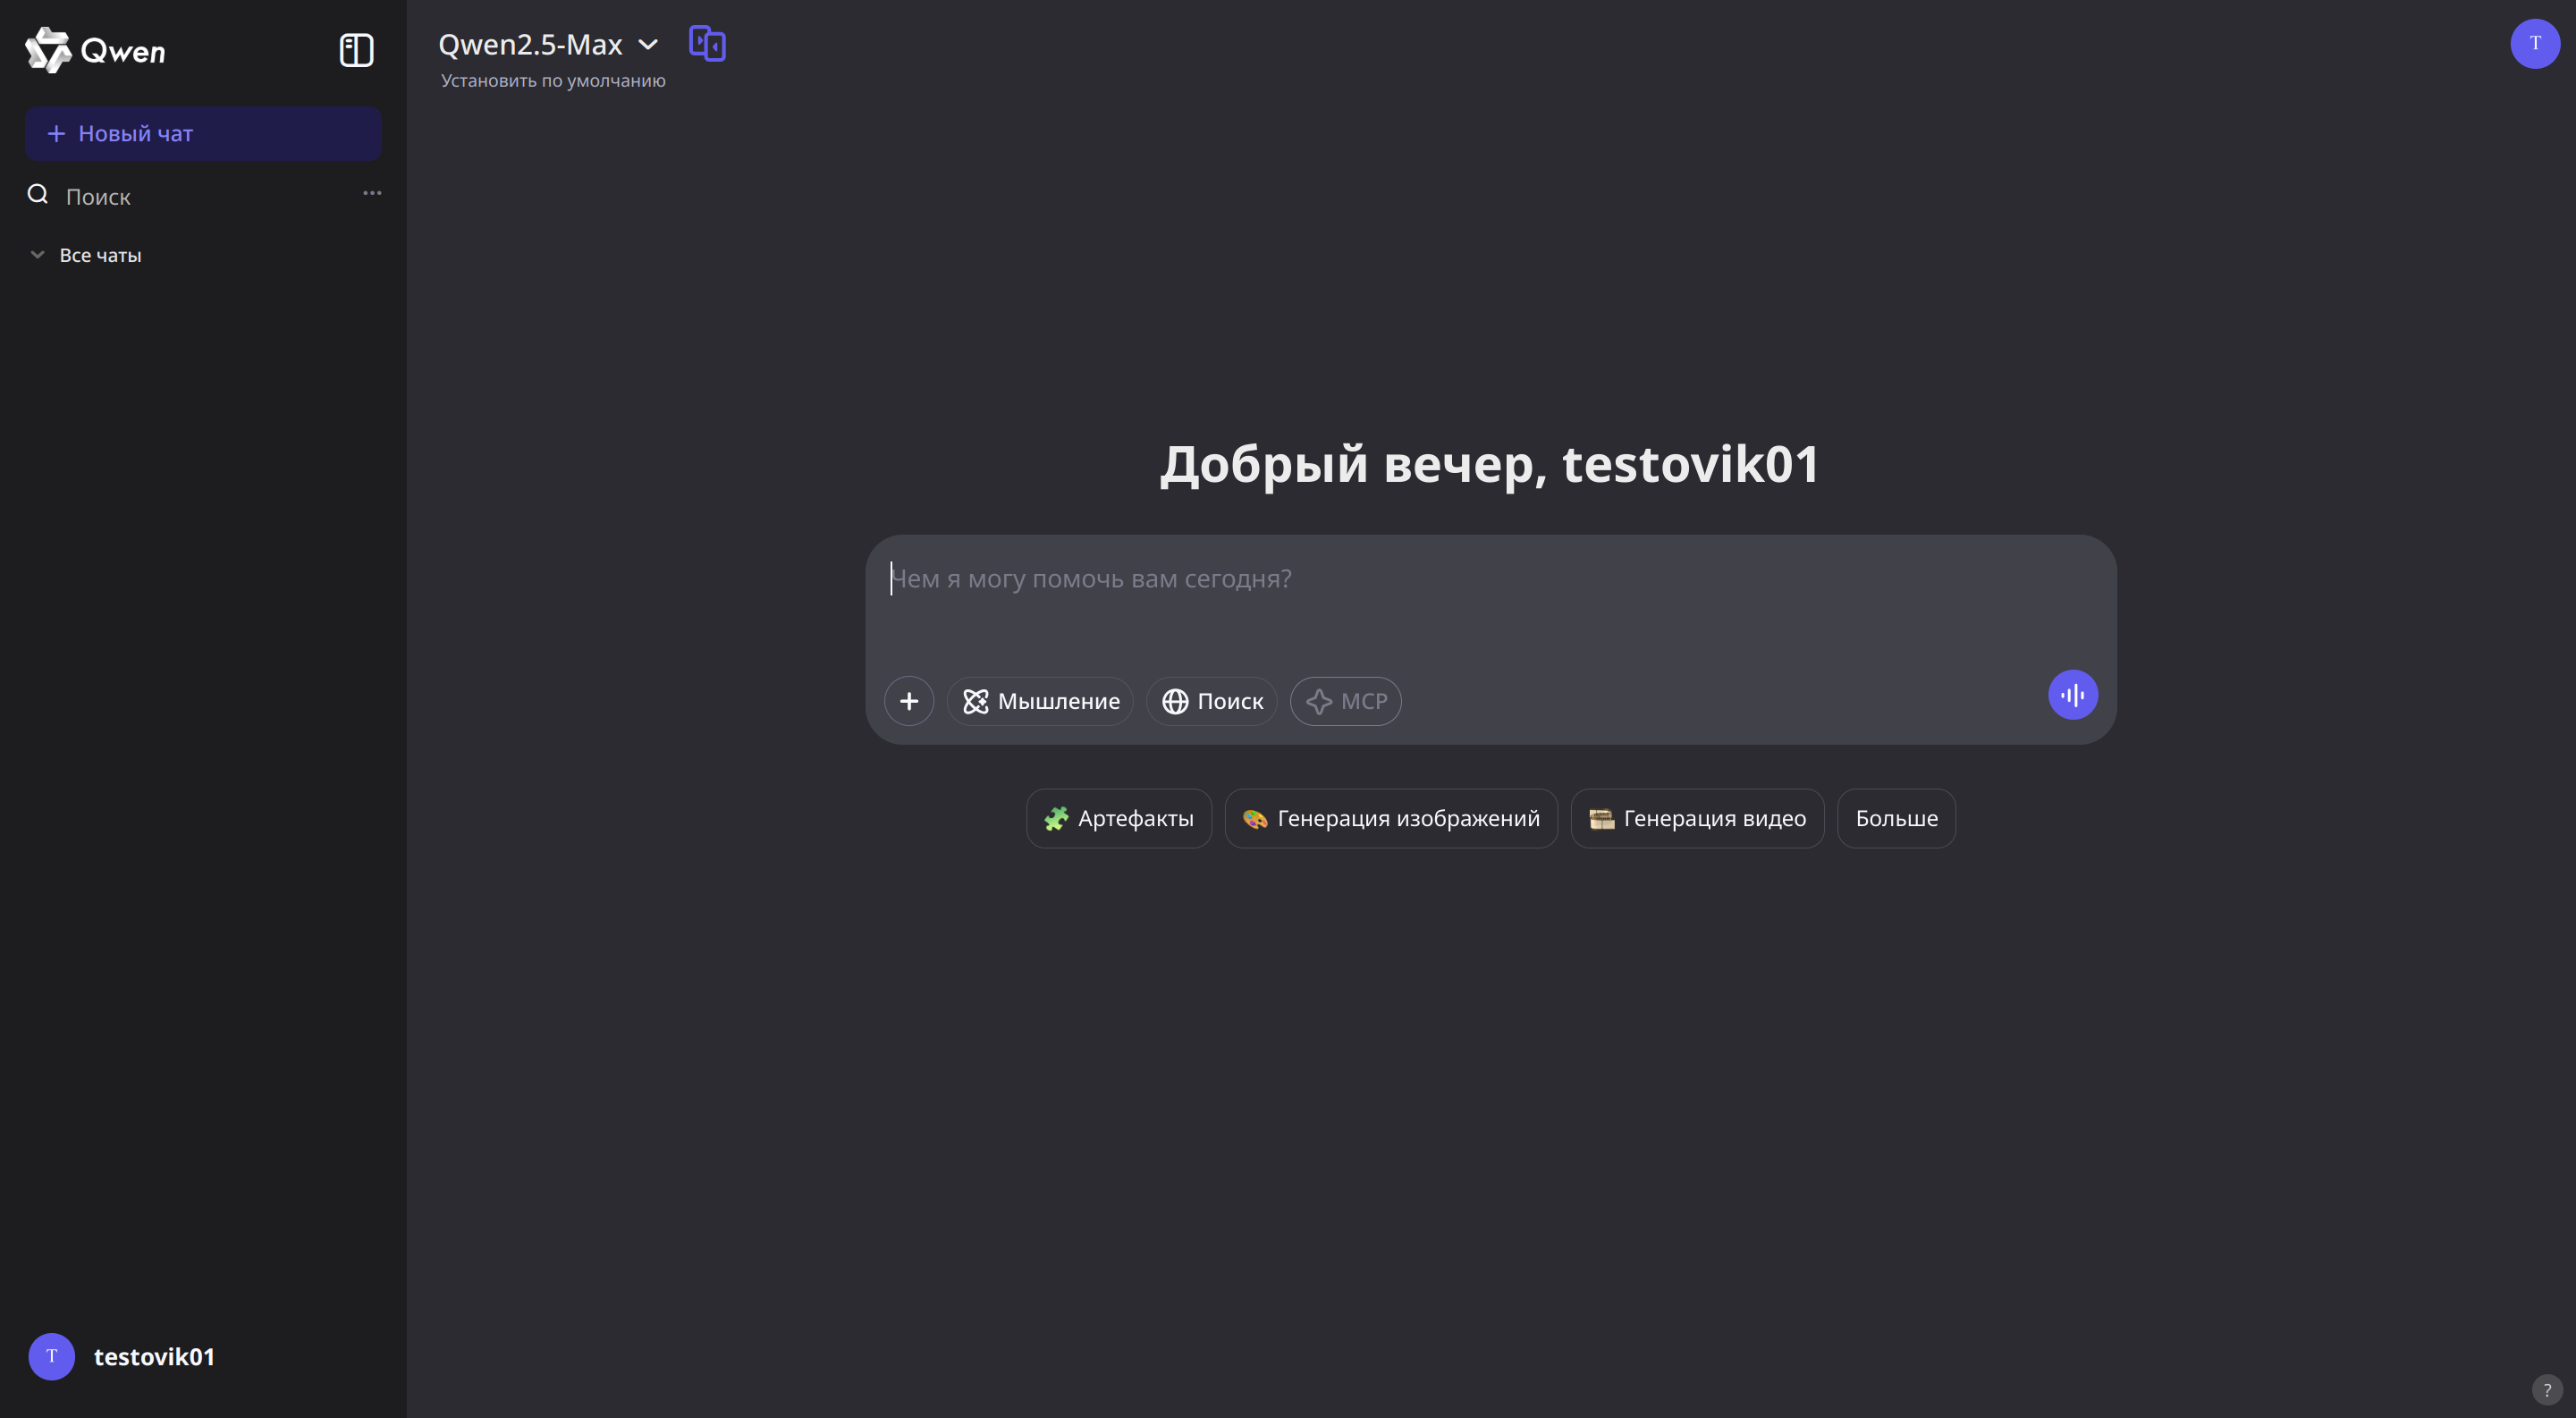 Qwen
Новый чат
Поиск
Все чаты
testovik01
Qwen2.5-Max
Установить по умолчанию
T
Добрый вечер, testovik01
Чем я могу помочь вам сегодня?
Мышление Поиск MCP
Артефакты Генерация изображений Генерация видео Больше
T
?